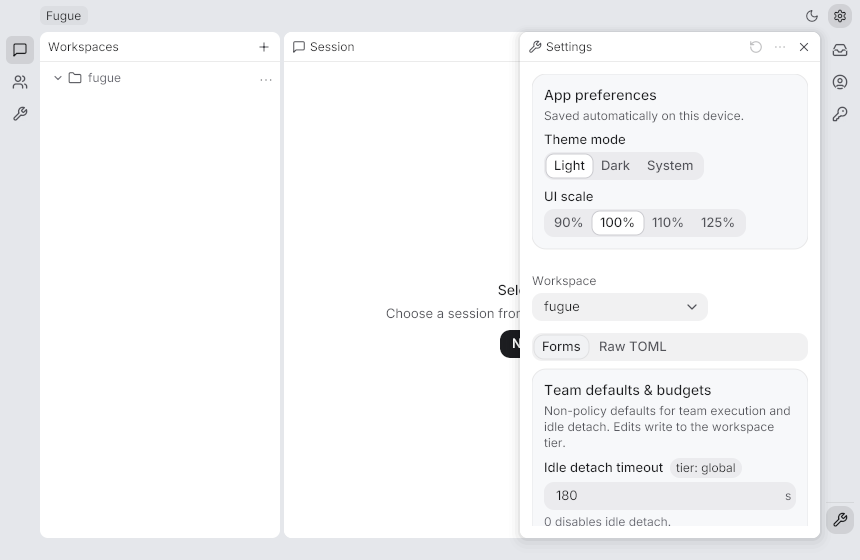 Fugue
Workspaces
fugue
Session
Choose a session
Settings
App preferences
Saved automatically on this device.
Theme mode
Light Dark System
UI scale
90% 100% 110% 125%
Workspace
fugue
Forms Raw TOML
Team defaults & budgets
Non-policy defaults for team execution and
idle detach. Edits write to the workspace
tier.
Idle detach timeout tier: global
180 s
0 disables idle detach.